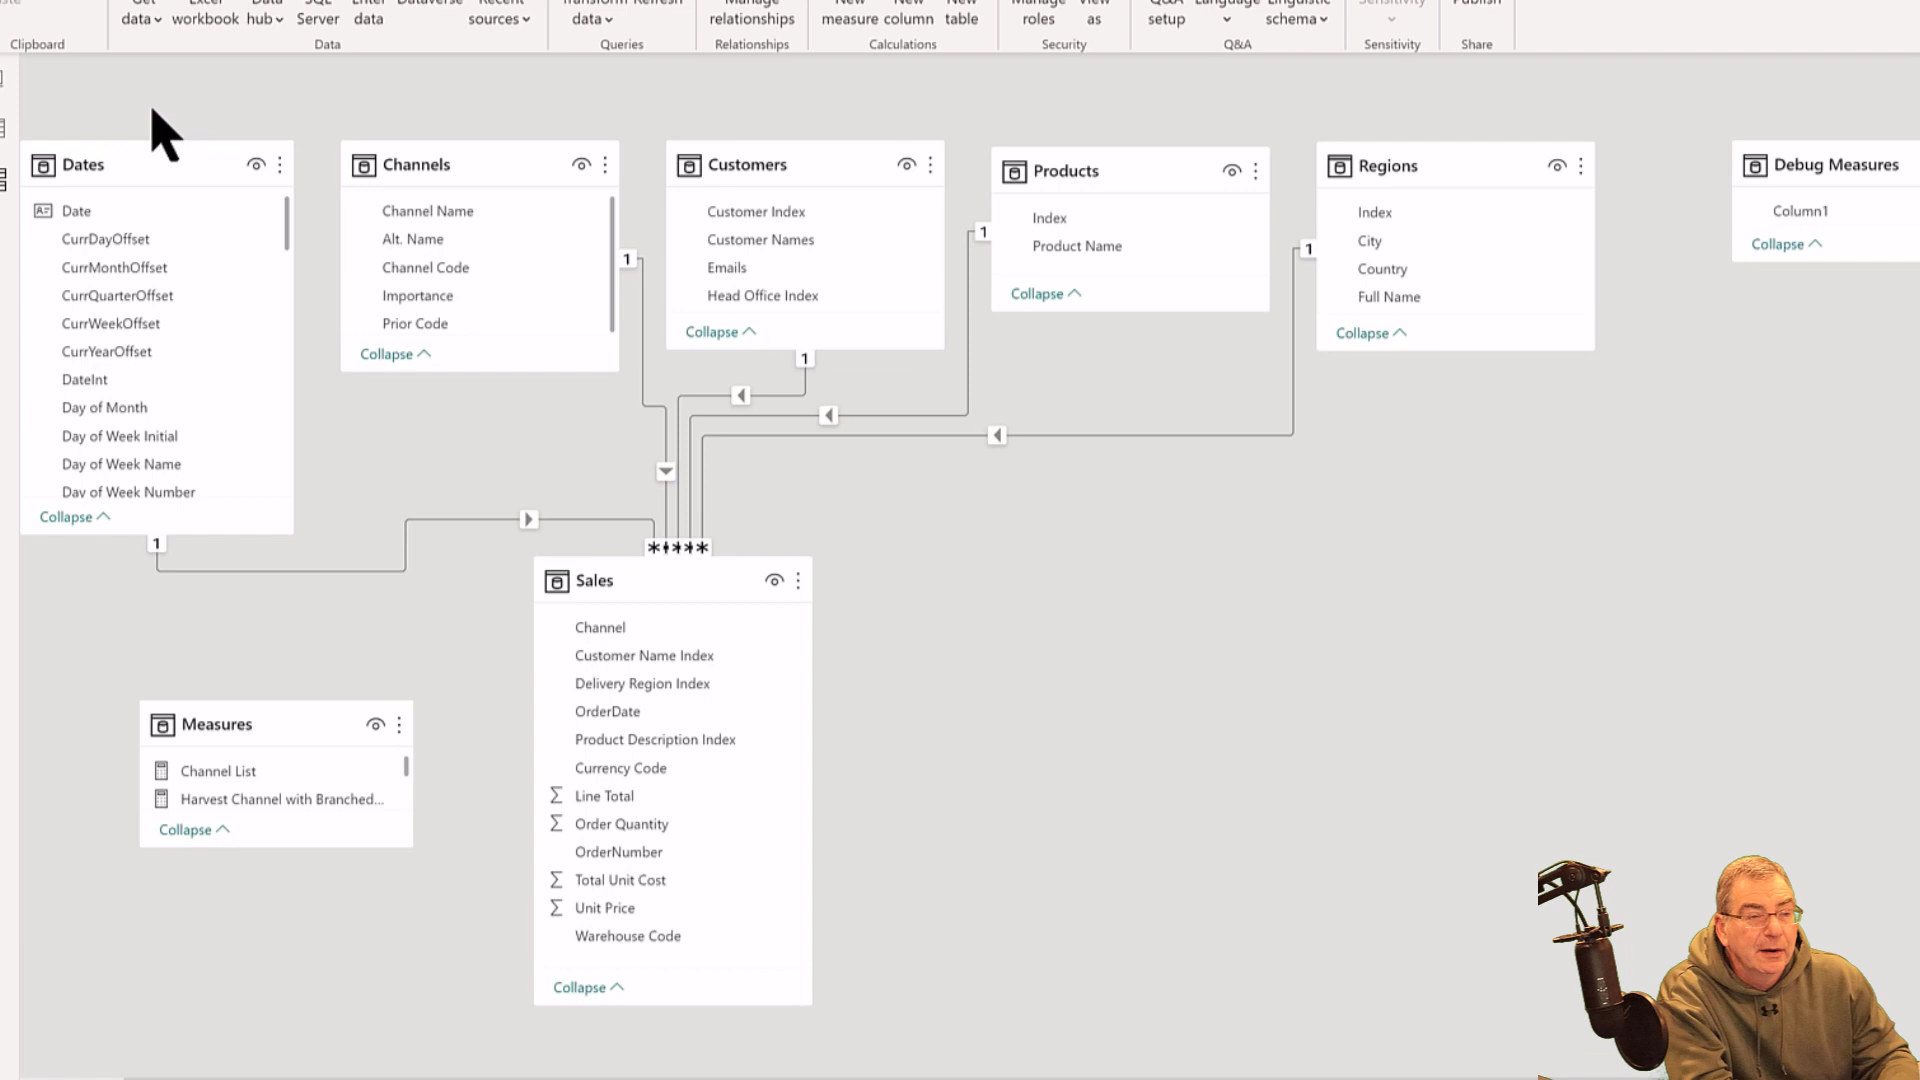 data workbook hub Server data sources data relationships measure column table roles as setup schema
Clipboard Data Queries Relationships Calculations Security Q&A Sensitivity Share
Dates
Date
CurrDayOffset
CurrMonthOffset
CurrQuarterOffset
CurrWeekOffset
CurrYearOffset
DateInt
Day of Month
Day of Week Initial
Day of Week Name
Day of Week Number
Collapse
1
Channels
Channel Name
Alt. Name
Channel Code
Importance
Prior Code
Collapse
1
Customers
Customer Index
Customer Names
Emails
Head Office Index
Collapse
1
Products
Index
Product Name
Collapse
1
Regions
Index
City
Country
Full Name
Collapse
1
Debug Measures
Column1
Collapse
Sales
Channel
Customer Name Index
Delivery Region Index
OrderDate
Product Description Index
Currency Code
Σ Line Total
Σ Order Quantity
OrderNumber
Σ Total Unit Cost
Σ Unit Price
Warehouse Code
Collapse
Measures
Channel List
Harvest Channel with Branched...
Collapse